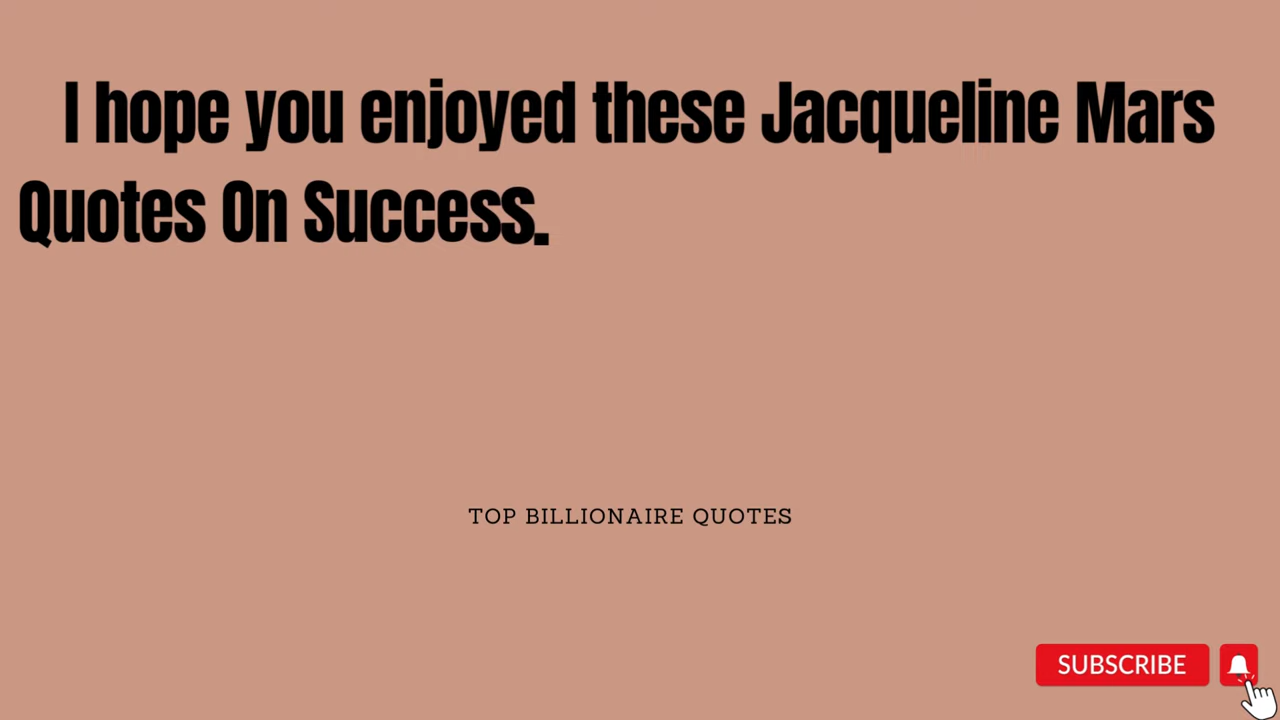 I hope you enjoyed these Jacqueline Mars
Quotes On Success.
TOP BILLIONAIRE QUOTES
SUBSCRIBE